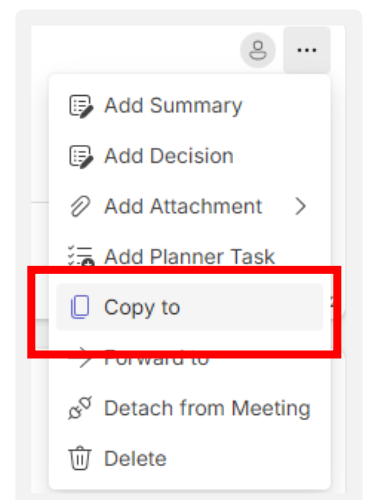 Add Summary
Add Decision
Add Attachment
Add Planner Task
Copy to
Forward to
Detach from Meeting
Delete